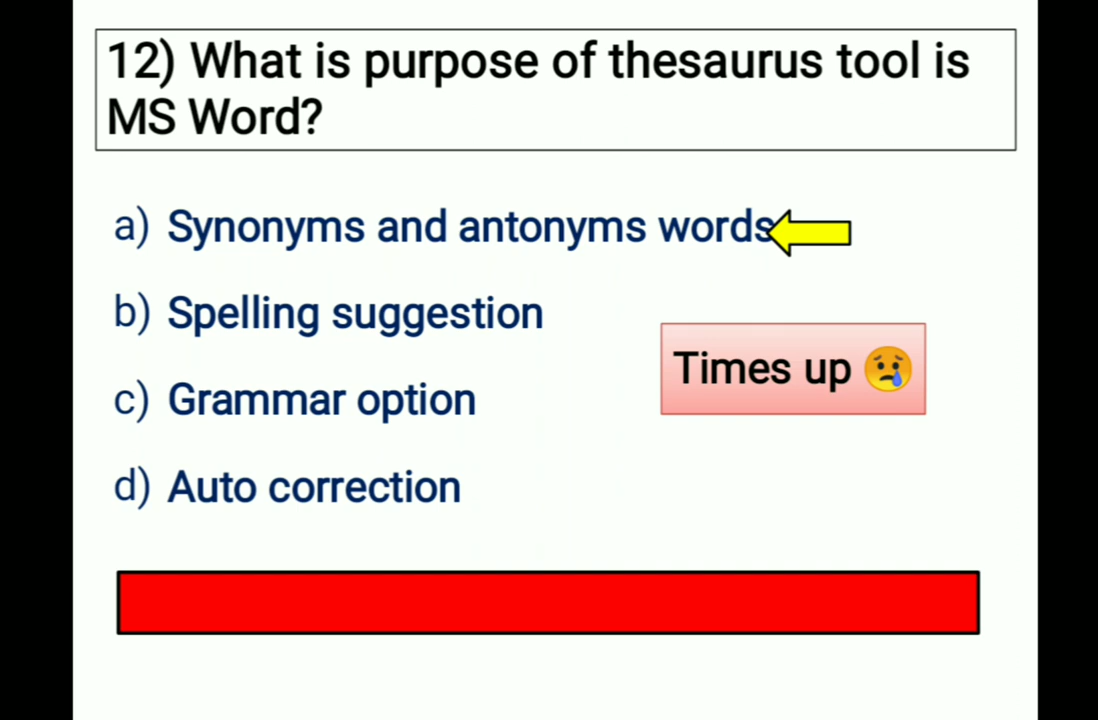 12) What is purpose of thesaurus tool is
MS Word?
a) Synonyms and antonyms words
b) Spelling suggestion
Times up 😢
c) Grammar option
d) Auto correction